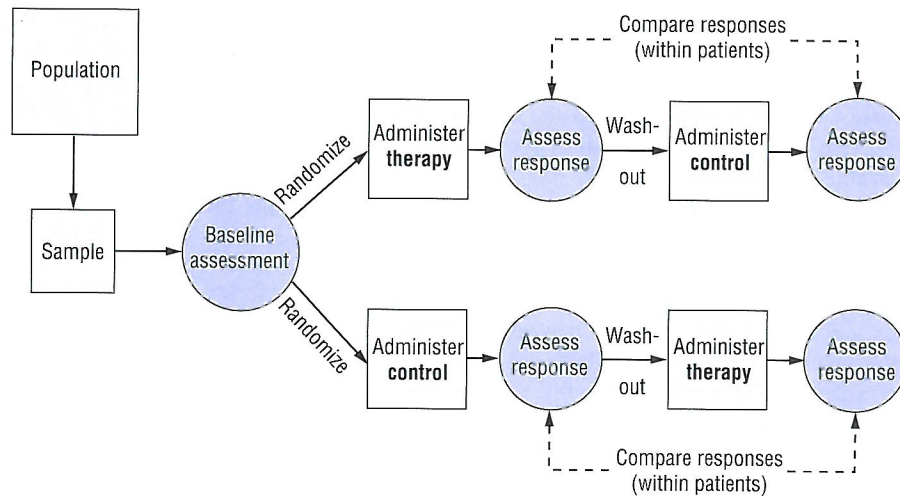 Compare responses
(within patients)
Population
Administer
therapy
Assess
response
Wash-
out
Administer
control
Assess
response
Randomize
Sample
Baseline
assessment
Randomize
Administer
control
Assess
response
Wash-
out
Administer
therapy
Assess
response
Compare responses
(within patients)